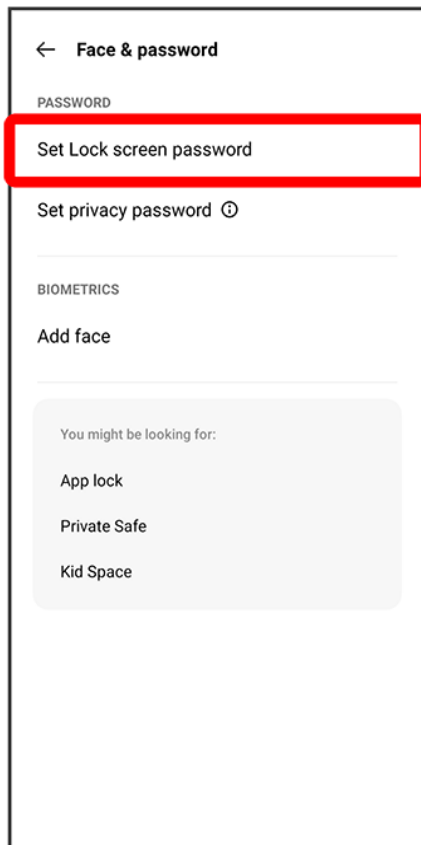 Face & password
PASSWORD
Set Lock screen password
Set privacy password
BIOMETRICS
Add face
You might be looking for:
App lock
Private Safe
Kid Space